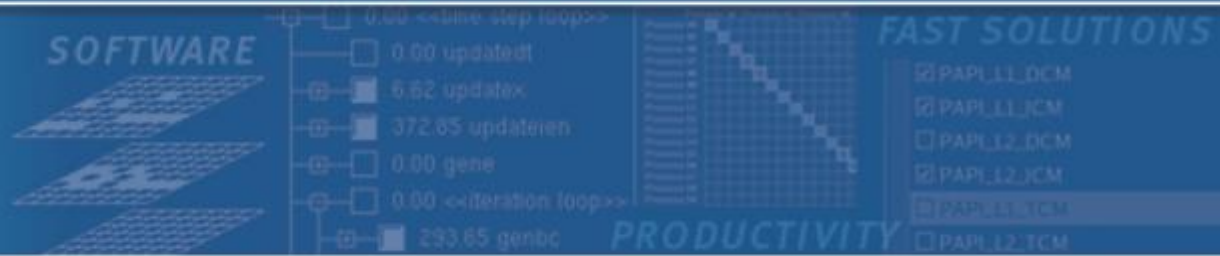 SOFTWARE
0.00 <<time step loop>>
0.00 updatedt
6.62 updatex
372.65 updateien
0.00 gene
0.00 <<iteration loop>>
293.65 genbc
PRODUCTIVITY
FAST SOLUTIONS
PAPI_L1_DCM
PAPI_L1_ICM
PAPI_L2_DCM
PAPI_L2_ICM
PAPI_L1_TCM
PAPI_L2_TCM